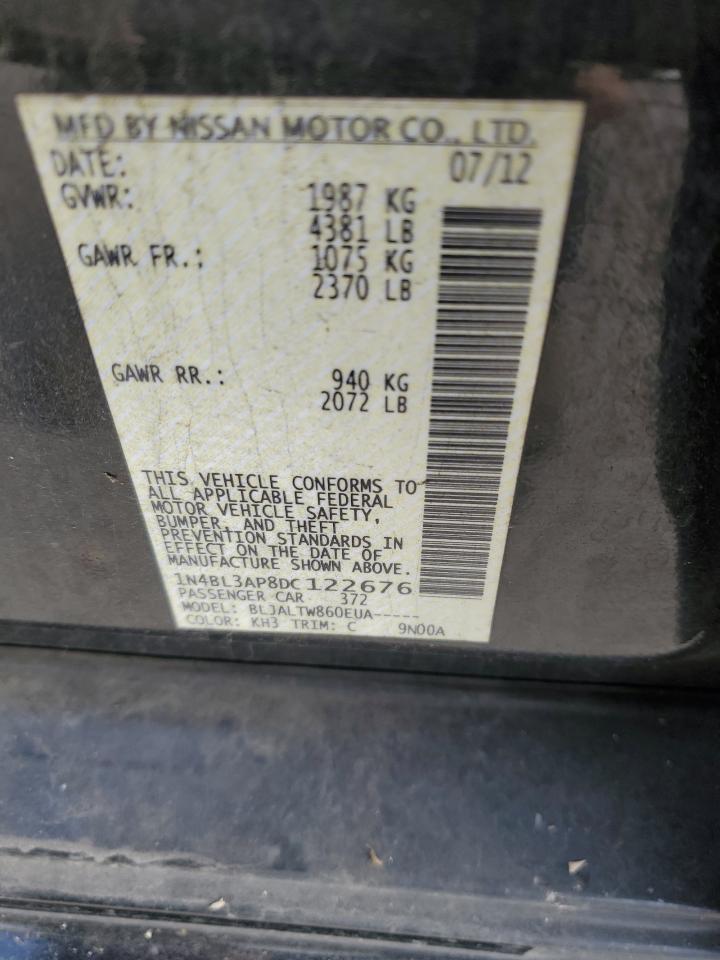 MFD BY NISSAN MOTOR CO., LTD.
DATE: 07/12
GVWR: 1987 KG
4381 LB
GAWR FR.: 1075 KG
2370 LB
GAWR RR.: 940 KG
2072 LB
THIS VEHICLE CONFORMS TO
ALL APPLICABLE FEDERAL
MOTOR VEHICLE SAFETY,
BUMPER, AND THEFT
PREVENTION STANDARDS IN
EFFECT ON THE DATE OF
MANUFACTURE SHOWN ABOVE.
1N4BL3AP8DC122676
PASSENGER CAR 372
MODEL: BLJALTW860EUA-----
COLOR: KH3 TRIM: C 9N00A